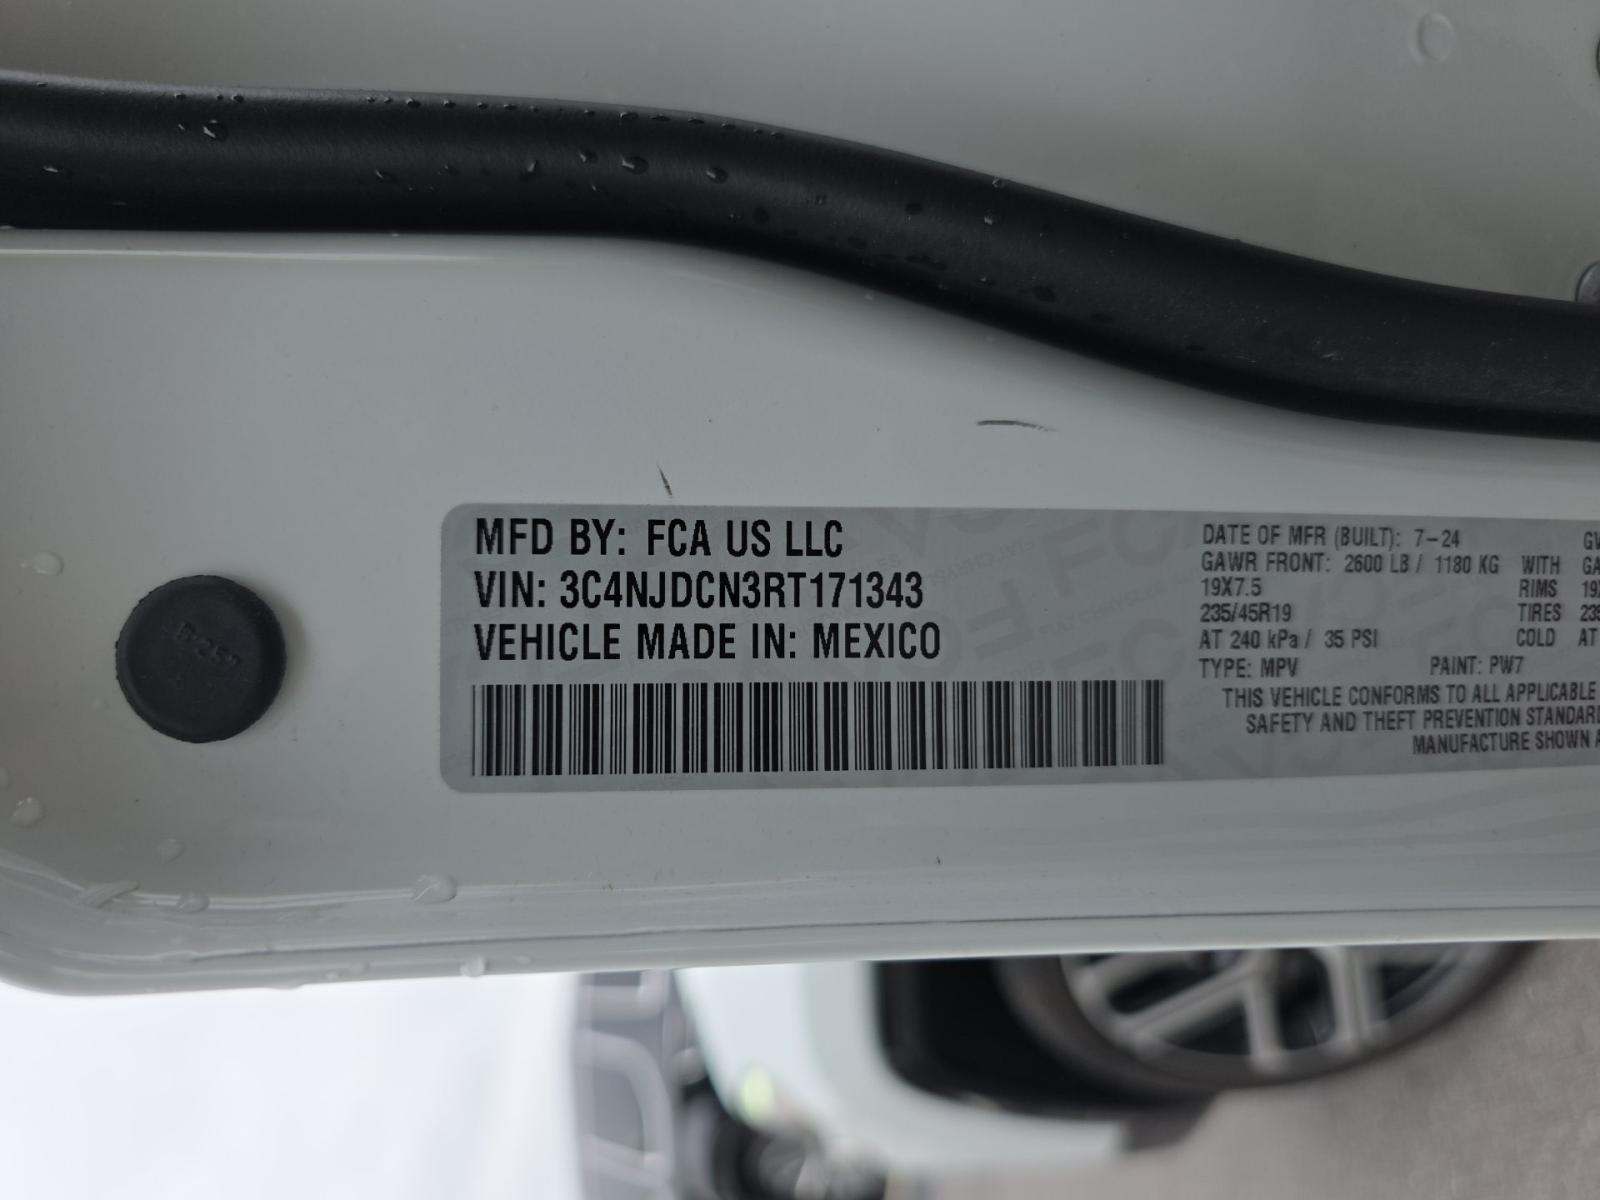 MFD BY: FCA US LLC
VIN: 3C4NJDCN3RT171343
VEHICLE MADE IN: MEXICO
DATE OF MFR (BUILT): 7-24
GAWR FRONT: 2600 LB / 1180 KG WITH
19X7.5 RIMS
235/45R19 TIRES
AT 240 kPa / 35 PSI COLD AT
TYPE: MPV PAINT: PW7
THIS VEHICLE CONFORMS TO ALL APPLICABLE
SAFETY AND THEFT PREVENTION
MANUFACTURE SHOWN